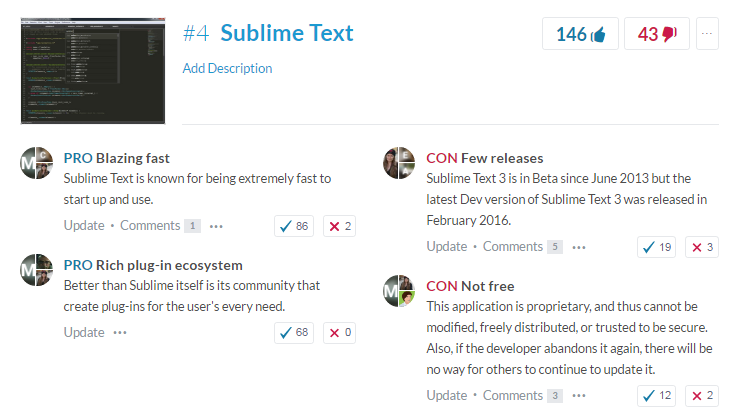 #4 Sublime Text
146
43
Add Description
PRO Blazing fast
Sublime Text is known for being extremely fast to
start up and use.
Update • Comments 1 •••
86
2
PRO Rich plug-in ecosystem
Better than Sublime itself is its community that
create plug-ins for the user's every need.
Update •••
68
0
CON Few releases
Sublime Text 3 is in Beta since June 2013 but the
latest Dev version of Sublime Text 3 was released in
February 2016.
Update • Comments 5 •••
19
3
CON Not free
This application is proprietary, and thus cannot be
modified, freely distributed, or trusted to be secure.
Also, if the developer abandons it again, there will be
no way for others to continue to update it.
Update • Comments 3 •••
12
2